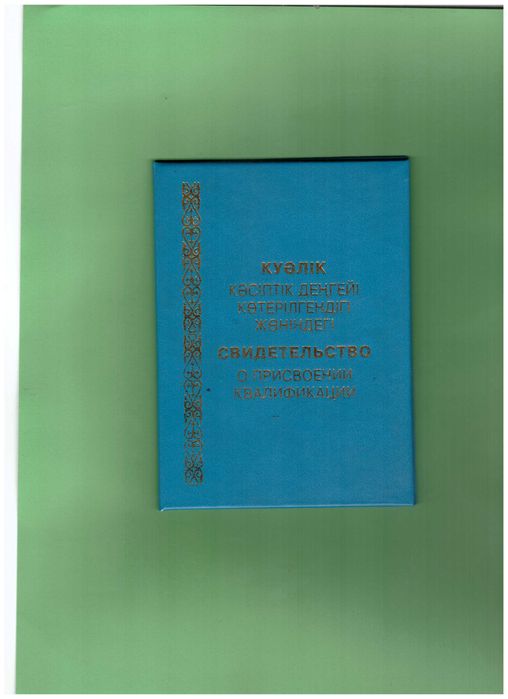 КУӘЛІК
КӘСІПТІК ДЕҢГЕЙІ
КӨТЕРІЛГЕНДІГІ
ЖӨНІНДЕГІ
СВИДЕТЕЛЬСТВО
О ПРИСВОЕНИИ
КВАЛИФИКАЦИИ